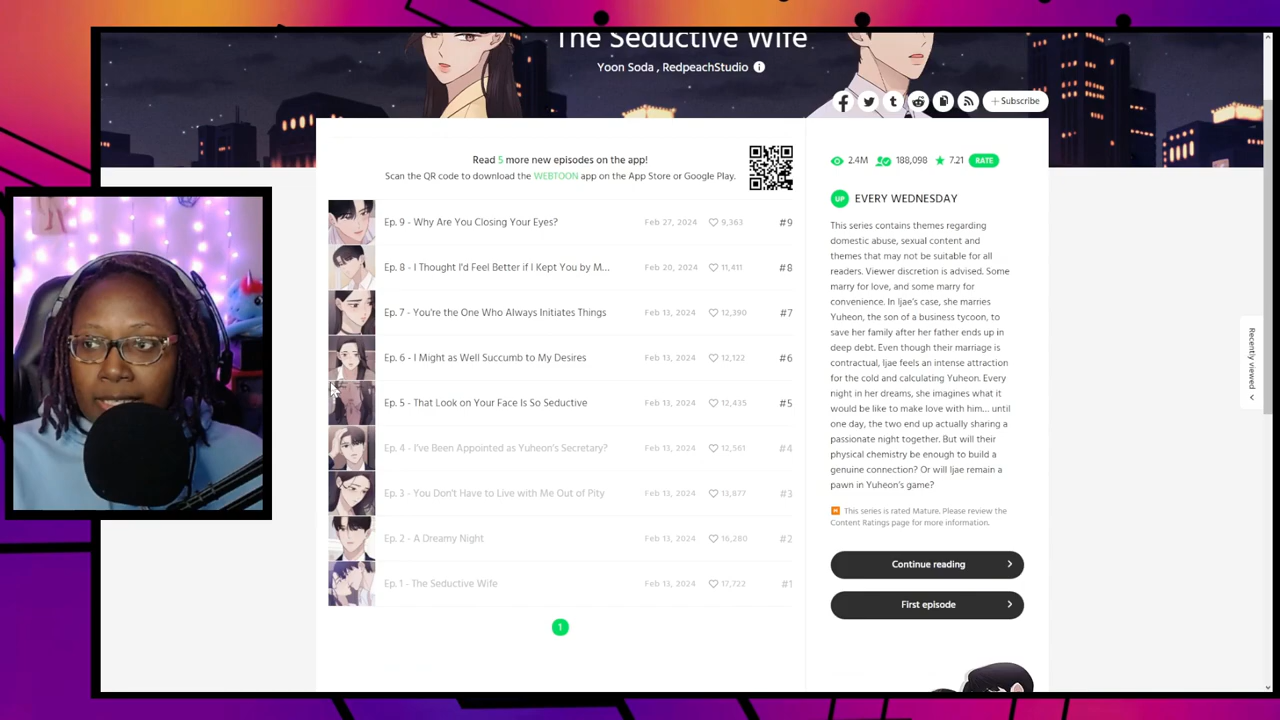 The Seductive Wife
Yoon Soda , RedpeachStudio
+ Subscribe
Read 5 more new episodes on the app!
Scan the QR code to download the WEBTOON app on the App Store or Google Play.
Ep. 9 - Why Are You Closing Your Eyes? Feb 27, 2024 9,363 #9
Ep. 8 - I Thought I'd Feel Better if I Kept You by M... Feb 20, 2024 11,411 #8
Ep. 7 - You're the One Who Always Initiates Things Feb 13, 2024 12,390 #7
Ep. 6 - I Might as Well Succumb to My Desires Feb 13, 2024 12,122 #6
Ep. 5 - That Look on Your Face Is So Seductive Feb 13, 2024 12,435 #5
Ep. 4 - I've Been Appointed as Yuheon's Secretary? Feb 13, 2024 12,561 #4
Ep. 3 - You Don't Have to Live with Me Out of Pity Feb 13, 2024 13,877 #3
Ep. 2 - A Dreamy Night Feb 13, 2024 16,280 #2
Ep. 1 - The Seductive Wife Feb 13, 2024 17,722 #1
1
2.4M 188,098 7.21 RATE
UP EVERY WEDNESDAY
This series contains themes regarding
domestic abuse, sexual content and
themes that may not be suitable for all
readers. Viewer discretion is advised. Some
marry for love, and some marry for
convenience. In Ijae's case, she marries
Yuheon, the son of a business tycoon, to
save her family after her father ends up in
deep debt. Even though their marriage is
contractual, Ijae feels an intense attraction
for the cold and calculating Yuheon. Every
night in her dreams, she imagines what it
would be like to make love with him... until
one day, the two end up actually sharing a
passionate night together. But will their
physical chemistry be enough to build a
genuine connection? Or will Ijae remain a
pawn in Yuheon's game?
This series is rated Mature. Please review the
Content Ratings page for more information.
Continue reading
First episode
Recently viewed